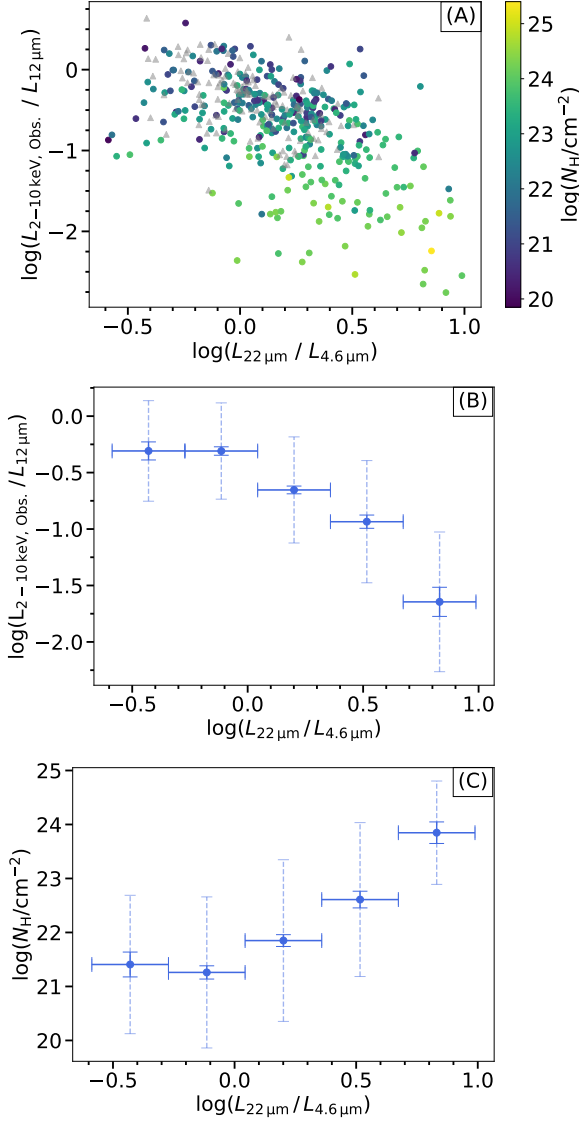 (A)
0
−1
−2
log(L2−10 keV, Obs. / L12 μm)
−0.5 0.0 0.5 1.0
log(L22 μm / L4.6 μm)
25
24
23
22
21
20
log(NH/cm−2)
(B)
0.0
−0.5
−1.0
−1.5
−2.0
log(L2−10 keV, Obs. / L12 μm)
−0.5 0.0 0.5 1.0
log(L22 μm / L4.6 μm)
(C)
25
24
23
22
21
20
log(NH/cm−2)
−0.5 0.0 0.5 1.0
log(L22 μm / L4.6 μm)